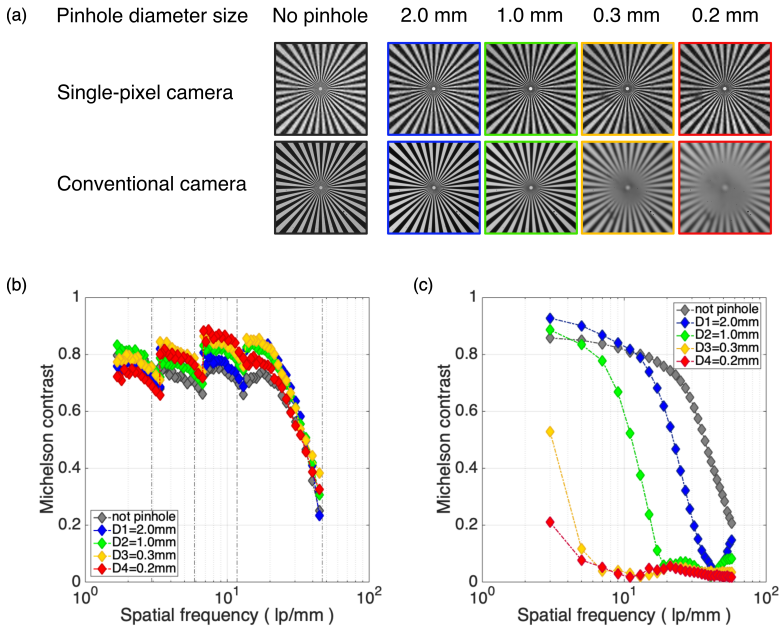 (a) Pinhole diameter size No pinhole 2.0 mm 1.0 mm 0.3 mm 0.2 mm
Single-pixel camera
Conventional camera
(b)
1
0.8
0.6
0.4
0.2
0
Michelson contrast
not pinhole
D1=2.0mm
D2=1.0mm
D3=0.3mm
D4=0.2mm
10^0 10^1 10^2
Spatial frequency ( lp/mm )
(c)
1
0.8
0.6
0.4
0.2
0
Michelson contrast
not pinhole
D1=2.0mm
D2=1.0mm
D3=0.3mm
D4=0.2mm
10^0 10^1 10^2
Spatial frequency ( lp/mm )